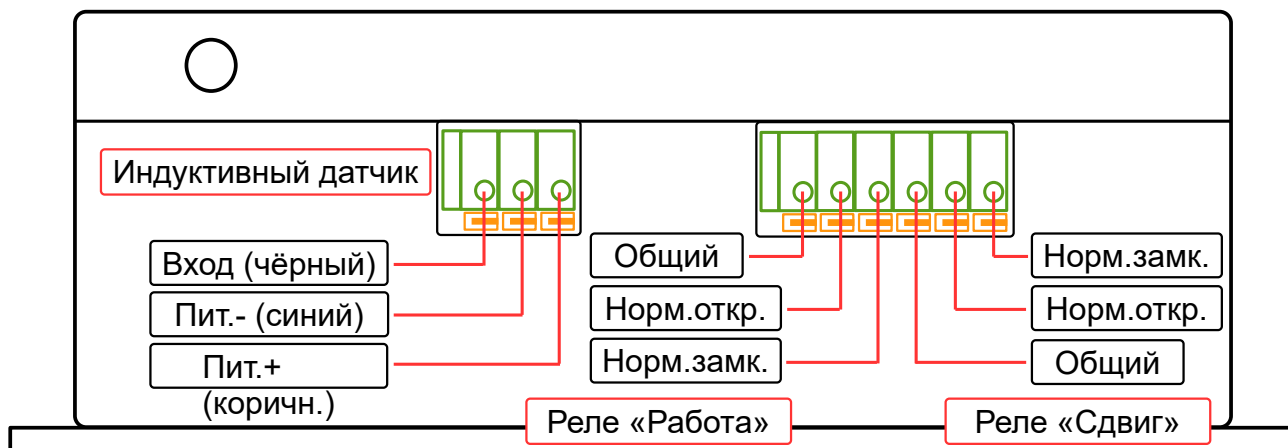 Индуктивный датчик
Вход (чёрный)
Пит.- (синий)
Пит.+
(коричн.)
Общий
Норм.откр.
Норм.замк.
Норм.замк.
Норм.откр.
Общий
Реле «Работа»
Реле «Сдвиг»